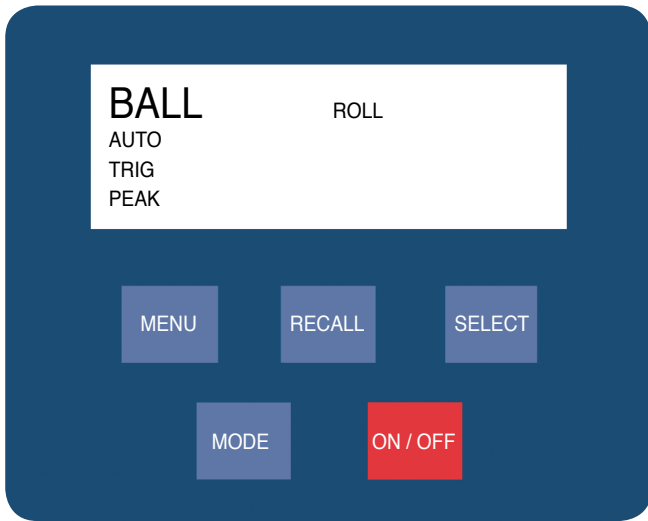 BALL ROLL
AUTO
TRIG
PEAK
MENU RECALL SELECT
MODE ON / OFF